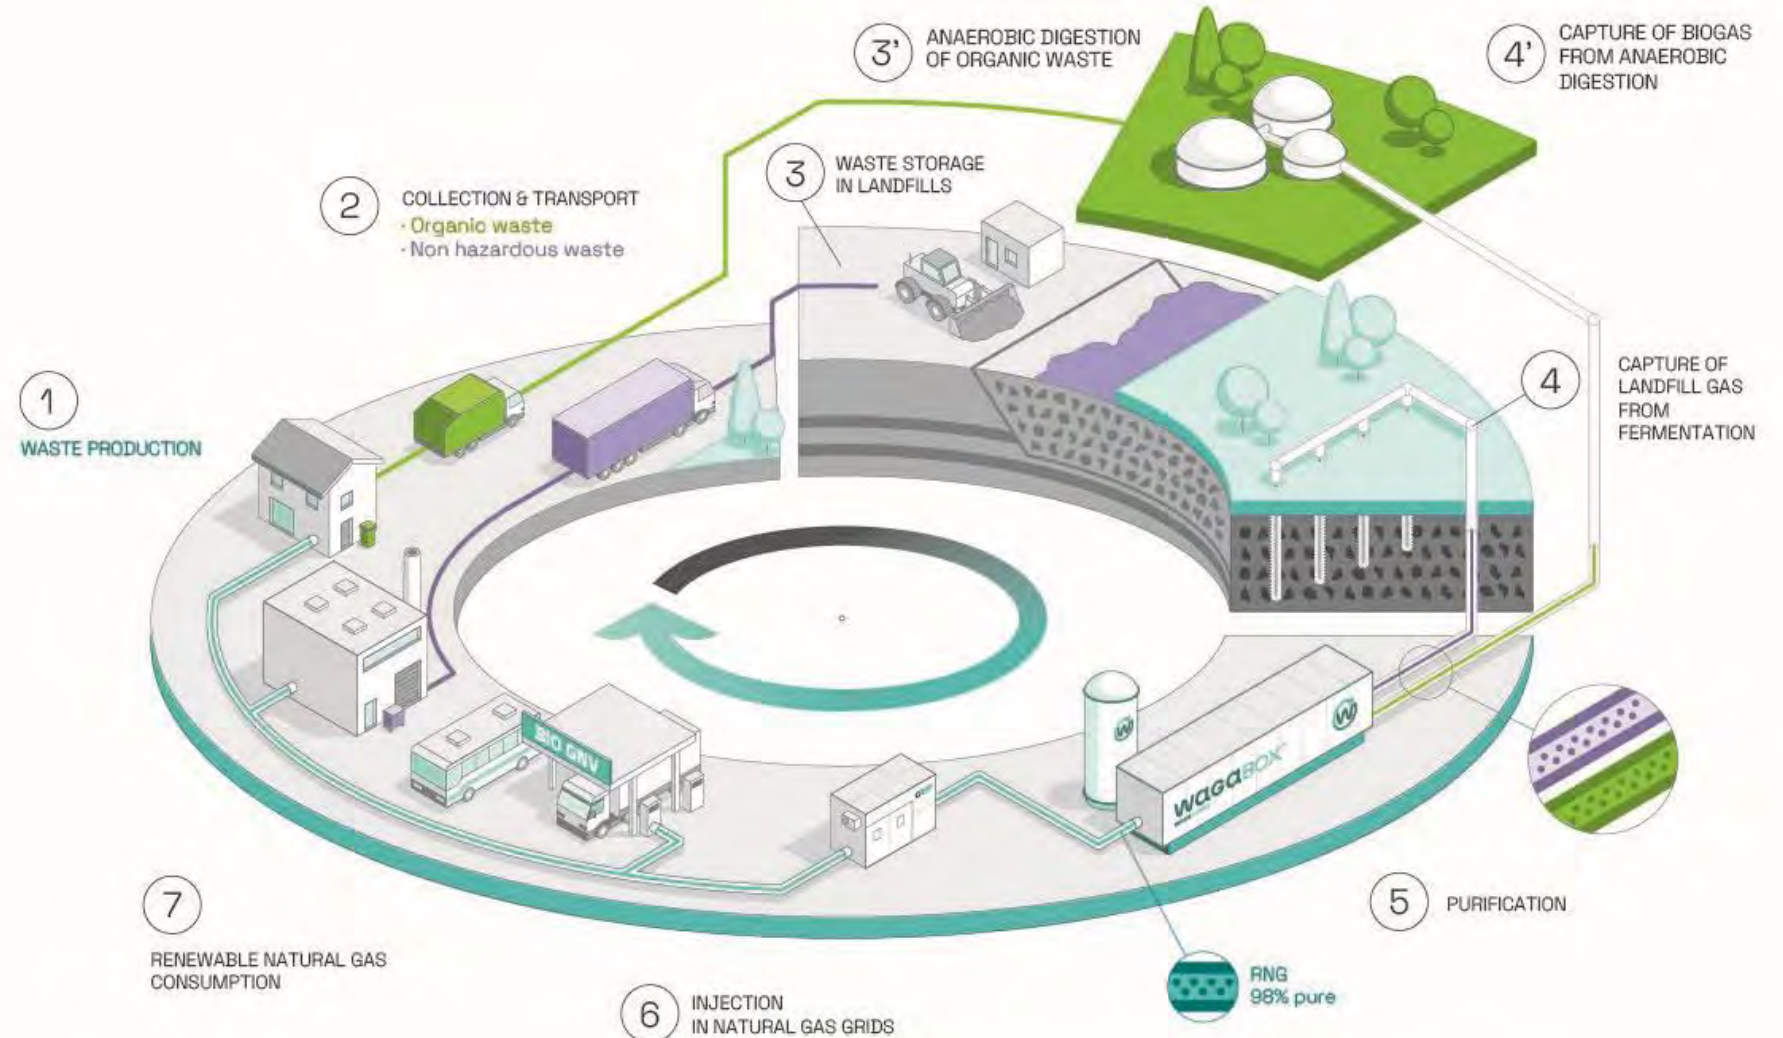 1
WASTE PRODUCTION
2
COLLECTION & TRANSPORT
· Organic waste
· Non hazardous waste
3
WASTE STORAGE
IN LANDFILLS
3'
ANAEROBIC DIGESTION
OF ORGANIC WASTE
4'
CAPTURE OF BIOGAS
FROM ANAEROBIC
DIGESTION
4
CAPTURE OF
LANDFILL GAS
FROM
FERMENTATION
BIO GNV
W
W
WAGABOX
5
PURIFICATION
RNG
98% pure
6
INJECTION
IN NATURAL GAS GRIDS
7
RENEWABLE NATURAL GAS
CONSUMPTION